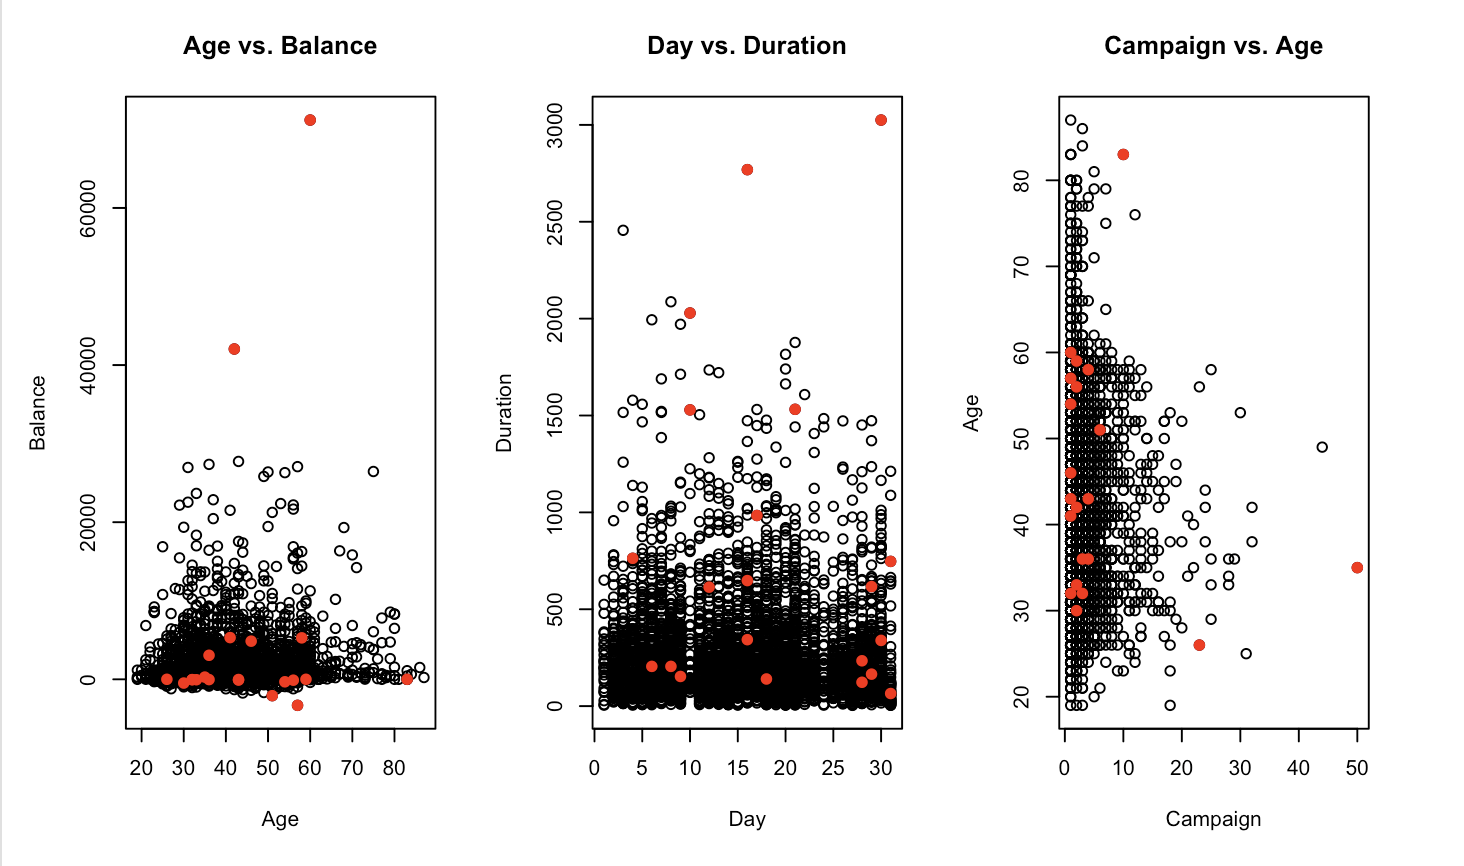 Age vs. Balance
Day vs. Duration
Campaign vs. Age
Balance
60000
40000
20000
0
20 30 40 50 60 70 80
Age
Duration
3000
2500
2000
1500
1000
500
0
0 5 10 15 20 25 30
Day
Age
80
70
60
50
40
30
20
0 10 20 30 40 50
Campaign